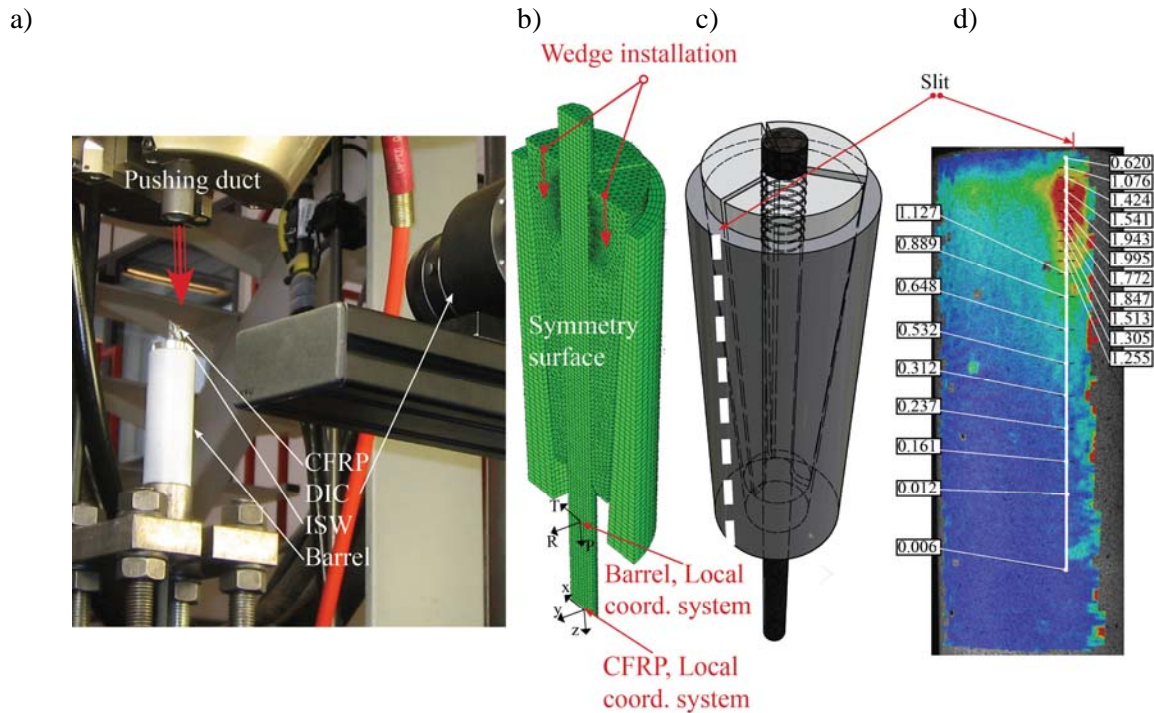 a)
b)
c)
d)
Wedge installation
Slit
Pushing duct
CFRP
DIC
ISW
Barrel
Symmetry
surface
T
R
P
x
y
z
Barrel, Local
coord. system
CFRP, Local
coord. system
1.127
0.889
0.648
0.532
0.312
0.237
0.161
0.012
0.006
0.620
1.076
1.424
1.541
1.943
1.995
1.772
1.847
1.513
1.305
1.255